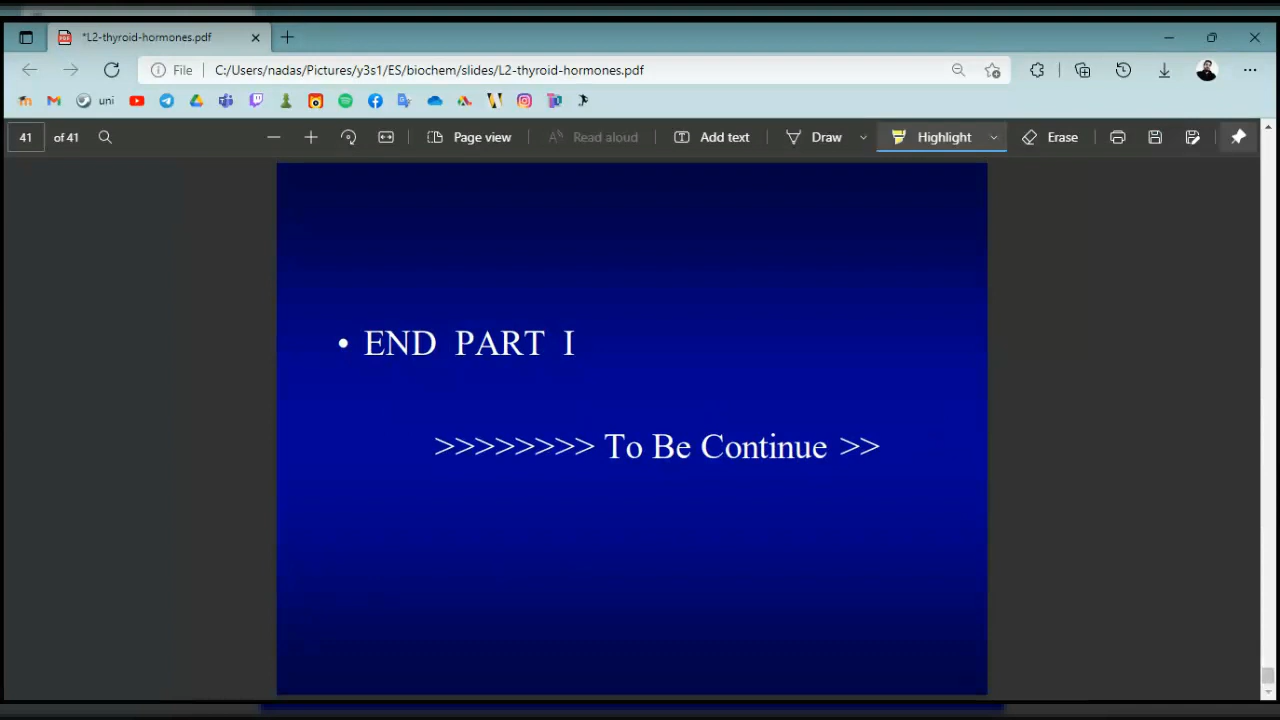 *L2-thyroid-hormones.pdf
File C:/Users/nadas/Pictures/y3s1/ES/biochem/slides/L2-thyroid-hormones.pdf
uni
41 of 41 Page view Read aloud Add text Draw Highlight Erase
• END PART I
>>>>>>>> To Be Continue >>